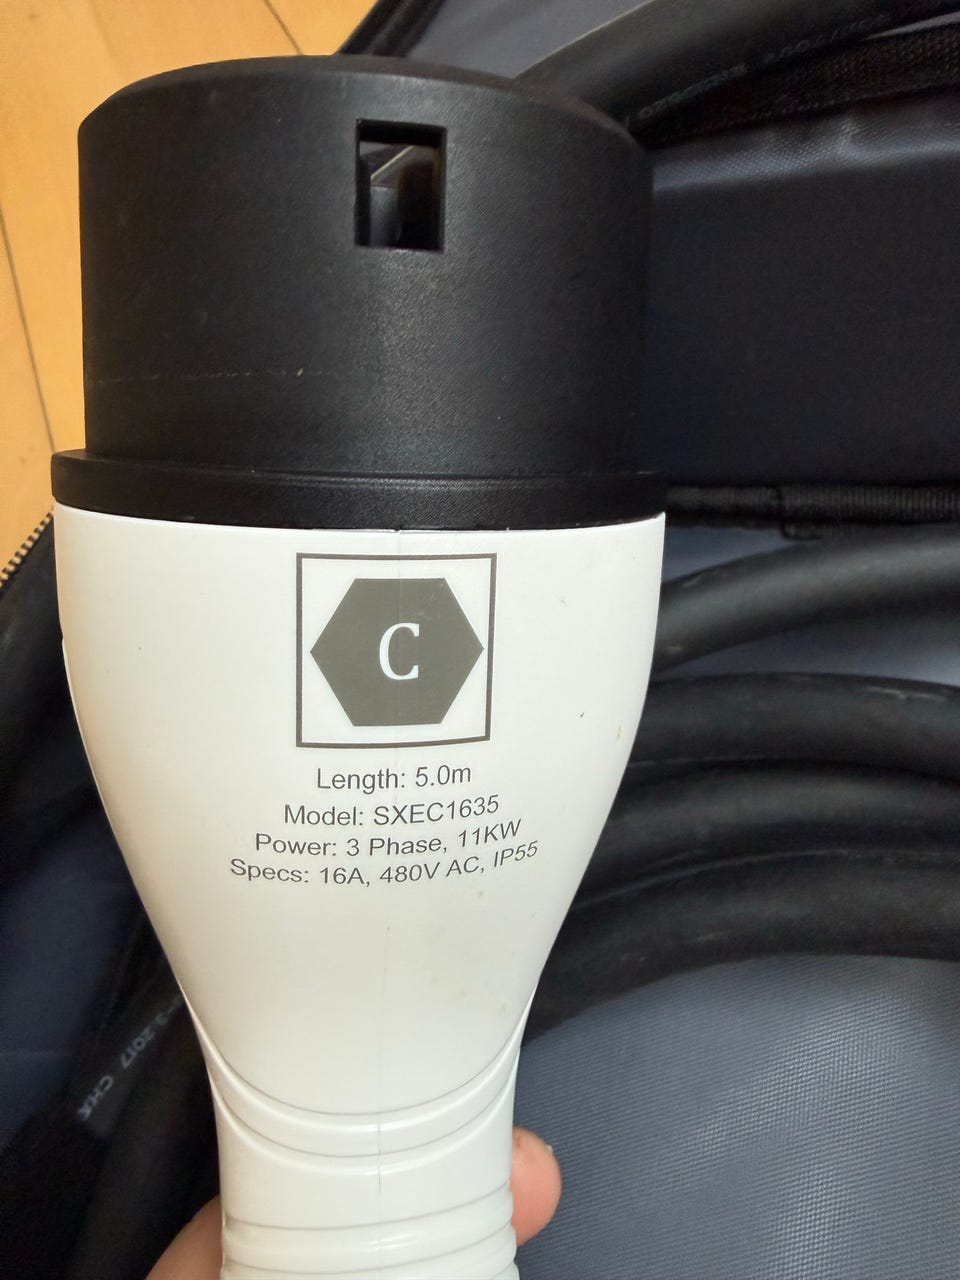 C
Length: 5.0m
Model: SXEC1635
Power: 3 Phase, 11KW
Specs: 16A, 480V AC, IP55